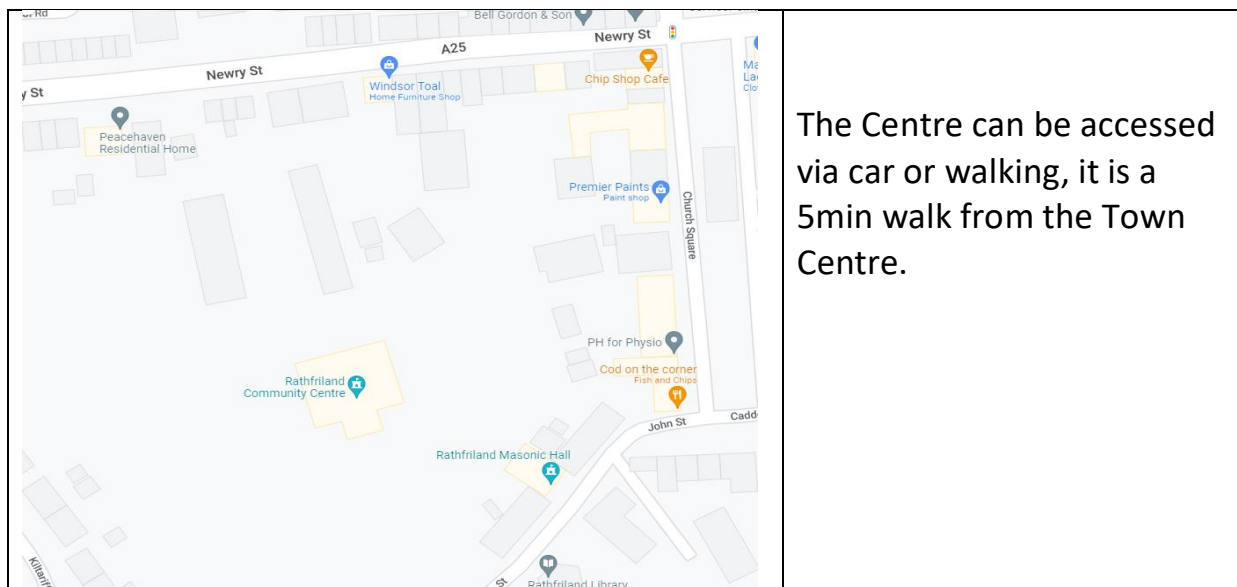 Bell Gordon & Son
Newry St
A25
Newry St
St
Chip Shop Cafe
Windsor Toal
Home Furniture Shop
Peacehaven
Residential Home
Premier Paints
Paint shop
Church Square
PH for Physio
Cod on the corner
Fish and Chips
Rathfriland
Community Centre
John St
Rathfriland Masonic Hall
St
Rathfriland Library
The Centre can be accessed
via car or walking, it is a
5min walk from the Town
Centre.